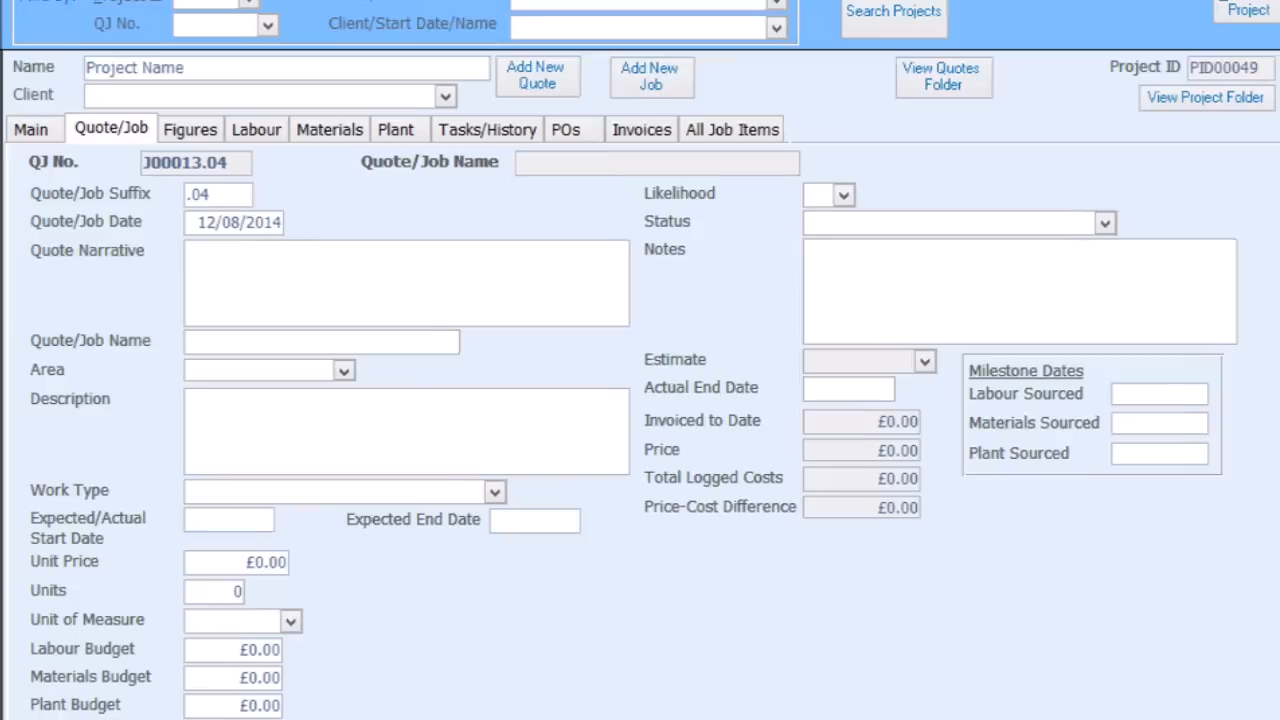 QJ No.
Client/Start Date/Name
Search Projects
Project
Name
Project Name
Add New Quote
Add New Job
View Quotes Folder
Project ID
PID00049
Client
View Project Folder
Main
Quote/Job
Figures
Labour
Materials
Plant
Tasks/History
POs
Invoices
All Job Items
QJ No.
J00013.04
Quote/Job Name
Quote/Job Suffix
.04
Likelihood
Quote/Job Date
12/08/2014
Status
Quote Narrative
Notes
Quote/Job Name
Area
Estimate
Milestone Dates
Actual End Date
Labour Sourced
Description
Invoiced to Date
£0.00
Materials Sourced
Price
£0.00
Plant Sourced
Total Logged Costs
£0.00
Work Type
Price-Cost Difference
£0.00
Expected/Actual
Start Date
Expected End Date
Unit Price
£0.00
Units
0
Unit of Measure
Labour Budget
£0.00
Materials Budget
£0.00
Plant Budget
£0.00